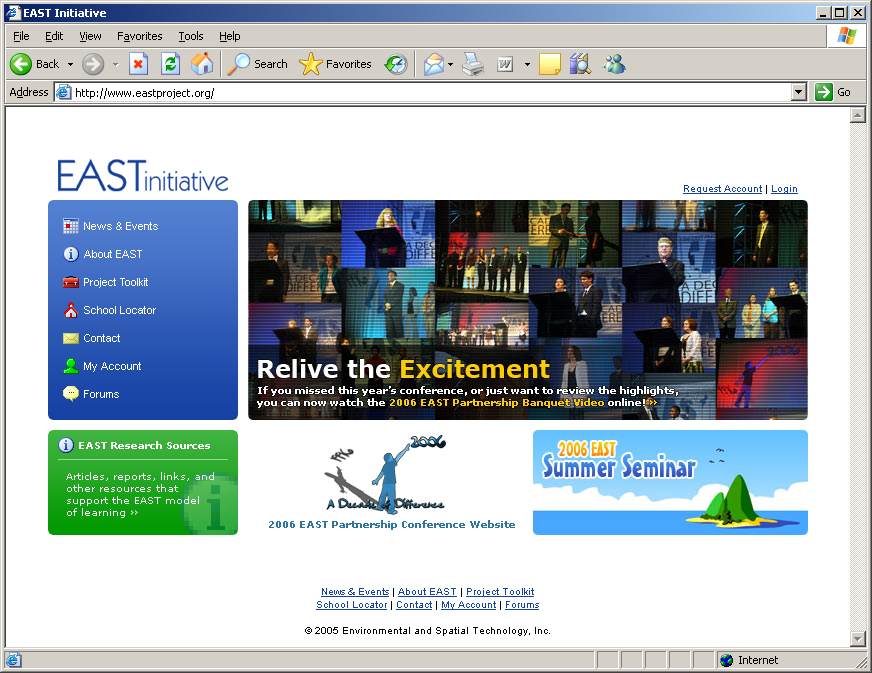 EAST Initiative
File Edit View Favorites Tools Help
Back Search Favorites
Address http://www.eastproject.org/ Go
EASTinitiative
Request Account | Login
News & Events
About EAST
Project Toolkit
School Locator
Contact
My Account
Forums
Relive the Excitement
If you missed this year's conference, or just want to review the highlights,
you can now watch the 2006 EAST Partnership Banquet Video online! »
EAST Research Sources
Articles, reports, links, and
other resources that
support the EAST model
of learning »
2006
A Decade of Difference
2006 EAST Partnership Conference Website
2006 EAST
Summer Seminar
News & Events | About EAST | Project Toolkit
School Locator | Contact | My Account | Forums
© 2005 Environmental and Spatial Technology, Inc.
Internet